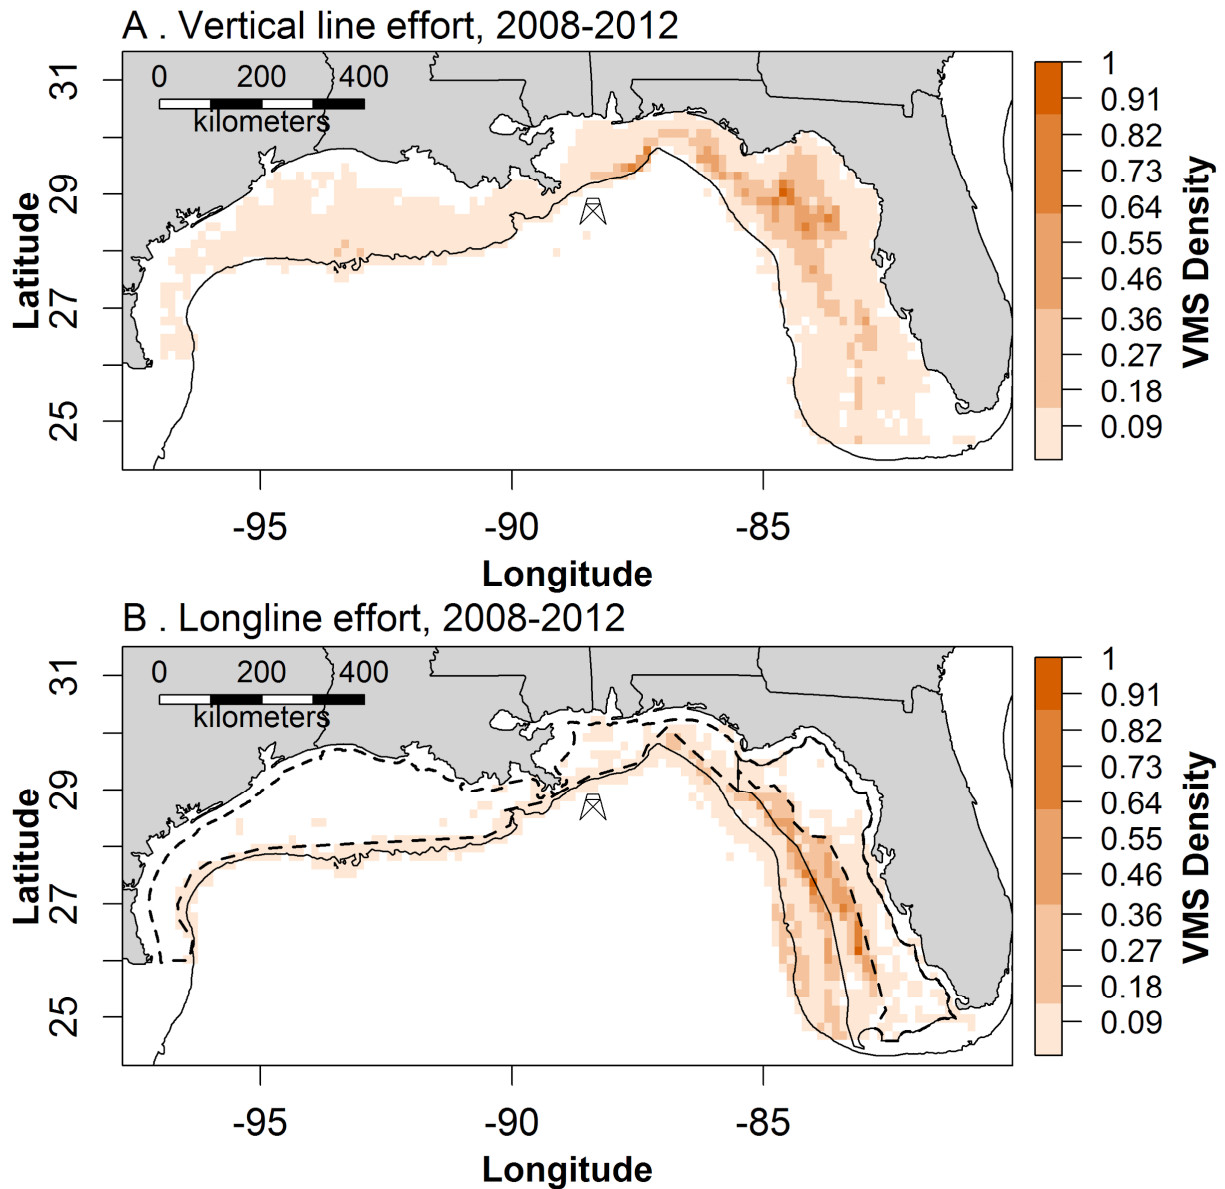 A . Vertical line effort, 2008-2012
0 200 400
kilometers
31
29
27
25
Latitude
-95 -90 -85
Longitude
1
0.91
0.82
0.73
0.64
0.55
0.46
0.36
0.27
0.18
0.09
VMS Density
B . Longline effort, 2008-2012
0 200 400
kilometers
31
29
27
25
Latitude
-95 -90 -85
Longitude
1
0.91
0.82
0.73
0.64
0.55
0.46
0.36
0.27
0.18
0.09
VMS Density